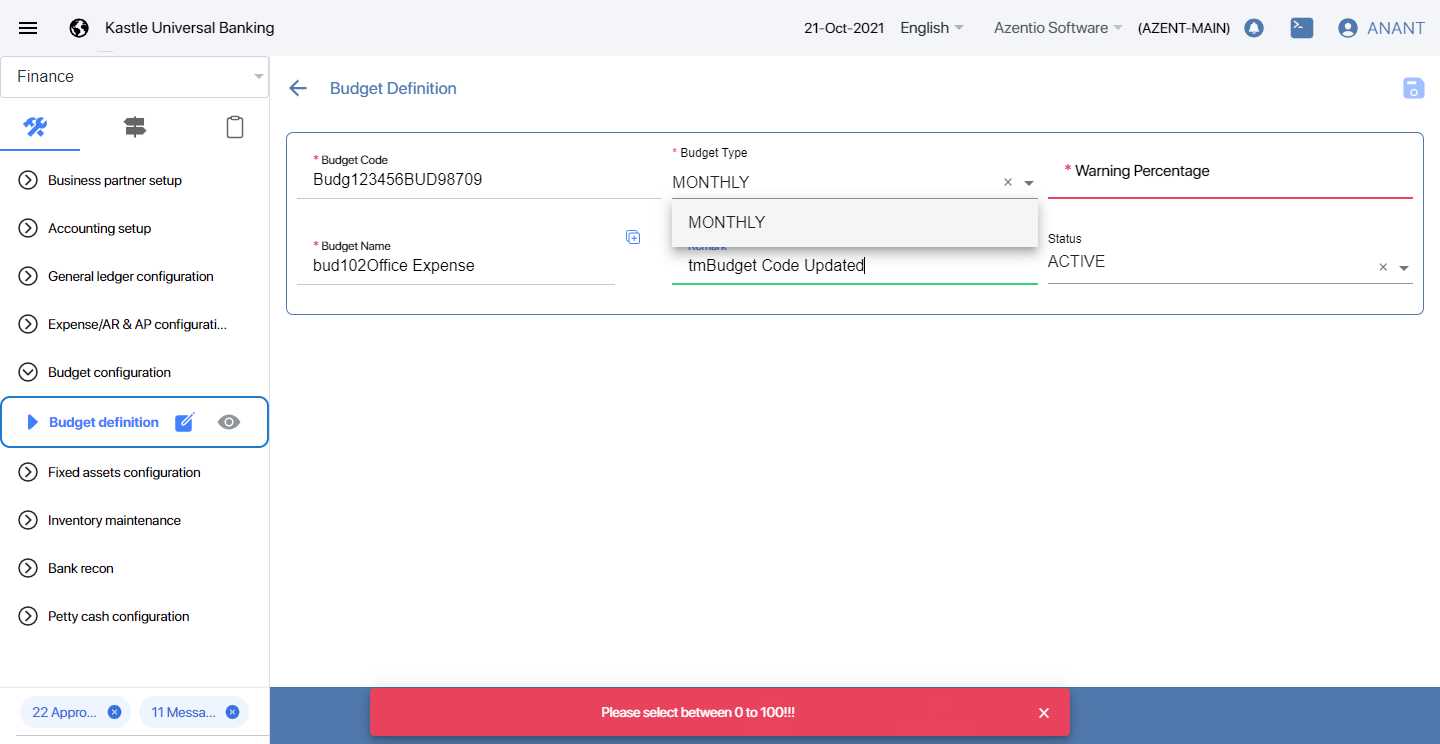 Kastle Universal Banking
21-Oct-2021
English
Azentio Software
(AZENT-MAIN)
ANANT
Finance
Business partner setup
Accounting setup
General ledger configuration
Expense/AR & AP configurati...
Budget configuration
Budget definition
Fixed assets configuration
Inventory maintenance
Bank recon
Petty cash configuration
22 Appro...
11 Messa...
Budget Definition
* Budget Code
Budg123456BUD98709
* Budget Type
MONTHLY
MONTHLY
* Warning Percentage
* Budget Name
bud102Office Expense
Remark
tmBudget Code Updated
Status
ACTIVE
Please select between 0 to 100!!!